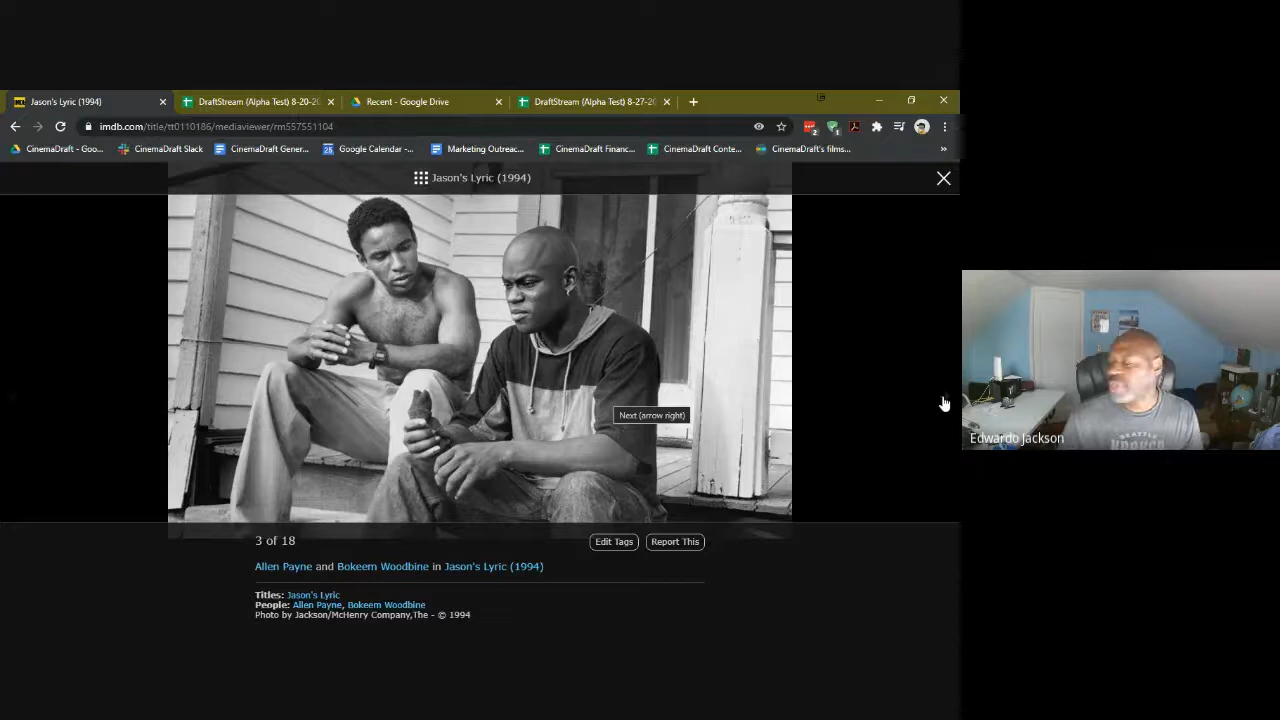 Jason's Lyric (1994)
DraftStream (Alpha Test) 8-20-20
Recent - Google Drive
DraftStream (Alpha Test) 8-27-20
imdb.com/title/tt0110186/mediaviewer/rm557551104
2
1
CinemaDraft - Goo...
CinemaDraft Slack
CinemaDraft Gener...
25
Google Calendar -...
Marketing Outreac...
CinemaDraft Financ...
CinemaDraft Conte...
CinemaDraft's films...
»
Jason's Lyric (1994)
Next (arrow right)
SEATTLE
Edwardo Jackson
3 of 18
Edit Tags
Report This
Allen Payne and Bokeem Woodbine in Jason's Lyric (1994)
Titles: Jason's Lyric
People: Allen Payne, Bokeem Woodbine
Photo by Jackson/McHenry Company,The - © 1994